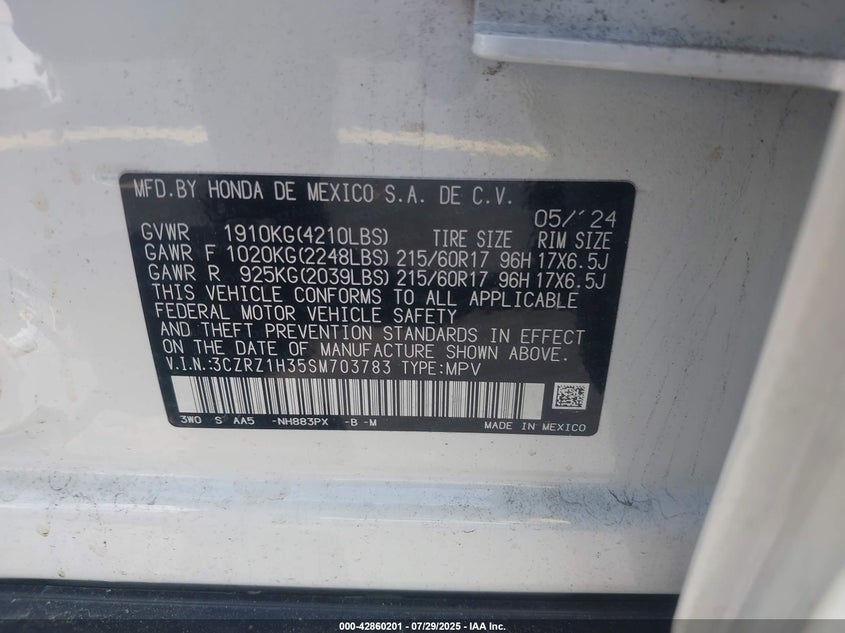 MFD.BY HONDA DE MEXICO S.A. DE C.V.
05/'24
GVWR 1910KG(4210LBS) TIRE SIZE RIM SIZE
GAWR F 1020KG(2248LBS) 215/60R17 96H 17X6.5J
GAWR R 925KG(2039LBS) 215/60R17 96H 17X6.5J
THIS VEHICLE CONFORMS TO ALL APPLICABLE
FEDERAL MOTOR VEHICLE SAFETY
AND THEFT PREVENTION STANDARDS IN EFFECT
ON THE DATE OF MANUFACTURE SHOWN ABOVE.
V.I.N.:3CZRZ1H35SM703783 TYPE:MPV
3W0 S AA5 -NH883PX -B -M MADE IN MEXICO
000-42860201 | 07/29/2025 | IAA Inc.